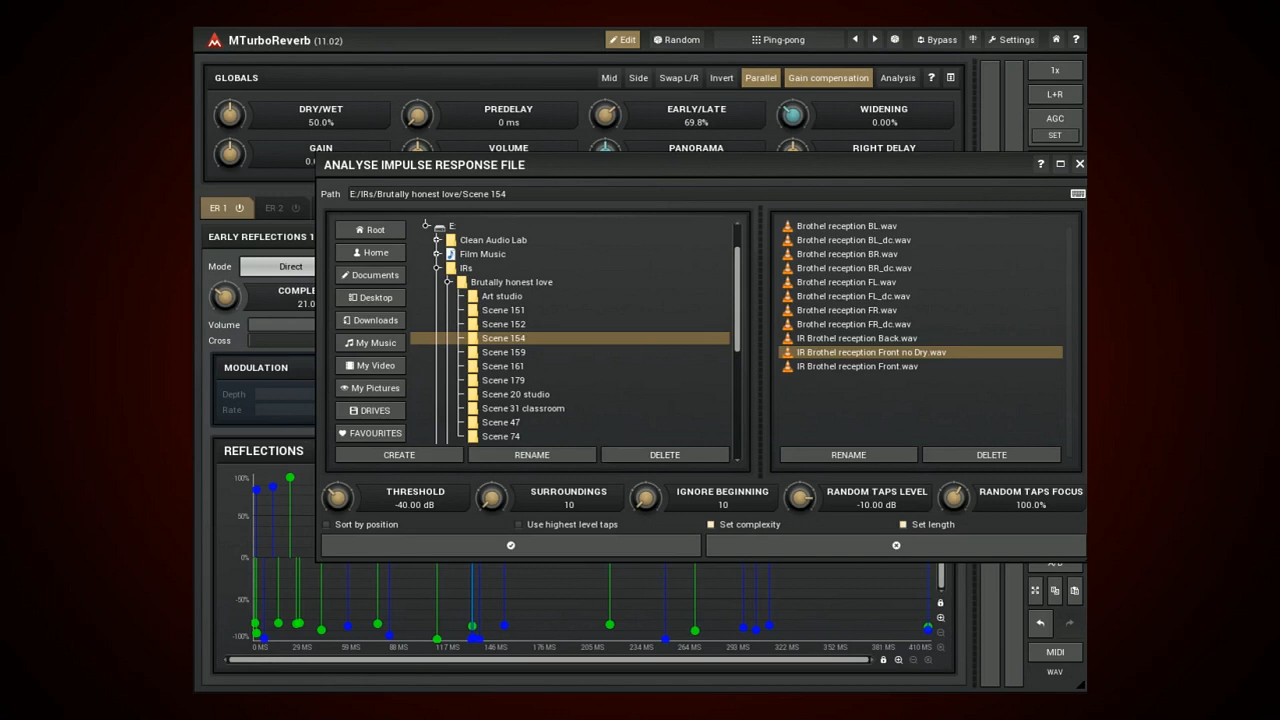 MTurboReverb (11.02)
Edit
Random
Ping-pong
Bypass
Settings
?
GLOBALS
Mid
Side
Swap L/R
Invert
Parallel
Gain compensation
Analysis
?
1x
DRY/WET
50.0%
PREDELAY
0 ms
EARLY/LATE
69.8%
WIDENING
0.00%
L+R
AGC
SET
GAIN
VOLUME
PANORAMA
RIGHT DELAY
ANALYSE IMPULSE RESPONSE FILE
?
Path E:/IRs/Brutally honest love/Scene 154
ER 1
ER 2
EARLY REFLECTIONS 1
Mode
Direct
21.0
Volume
Cross
MODULATION
Depth
Rate
REFLECTIONS
Root
Home
Documents
Desktop
Downloads
My Music
My Video
My Pictures
DRIVES
FAVOURITES
E:
Clean Audio Lab
Film Music
IRs
Brutally honest love
Art studio
Scene 151
Scene 152
Scene 154
Scene 159
Scene 161
Scene 179
Scene 20 studio
Scene 31 classroom
Scene 47
Scene 74
CREATE
RENAME
DELETE
Brothel reception BL.wav
Brothel reception BL_dc.wav
Brothel reception BR.wav
Brothel reception BR_dc.wav
Brothel reception FL.wav
Brothel reception FL_dc.wav
Brothel reception FR.wav
Brothel reception FR_dc.wav
IR Brothel reception Back.wav
IR Brothel reception Front no Dry.wav
IR Brothel reception Front.wav
RENAME
DELETE
THRESHOLD
-40.00 dB
SURROUNDINGS
10
IGNORE BEGINNING
10
RANDOM TAPS LEVEL
-10.00 dB
RANDOM TAPS FOCUS
100.0%
Sort by position
Use highest level taps
Set complexity
Set length
100%
50%
0%
-50%
-100%
0 MS
29 MS
58 MS
88 MS
117 MS
146 MS
176 MS
205 MS
234 MS
264 MS
293 MS
322 MS
352 MS
381 MS
410 MS
MIDI
WAV